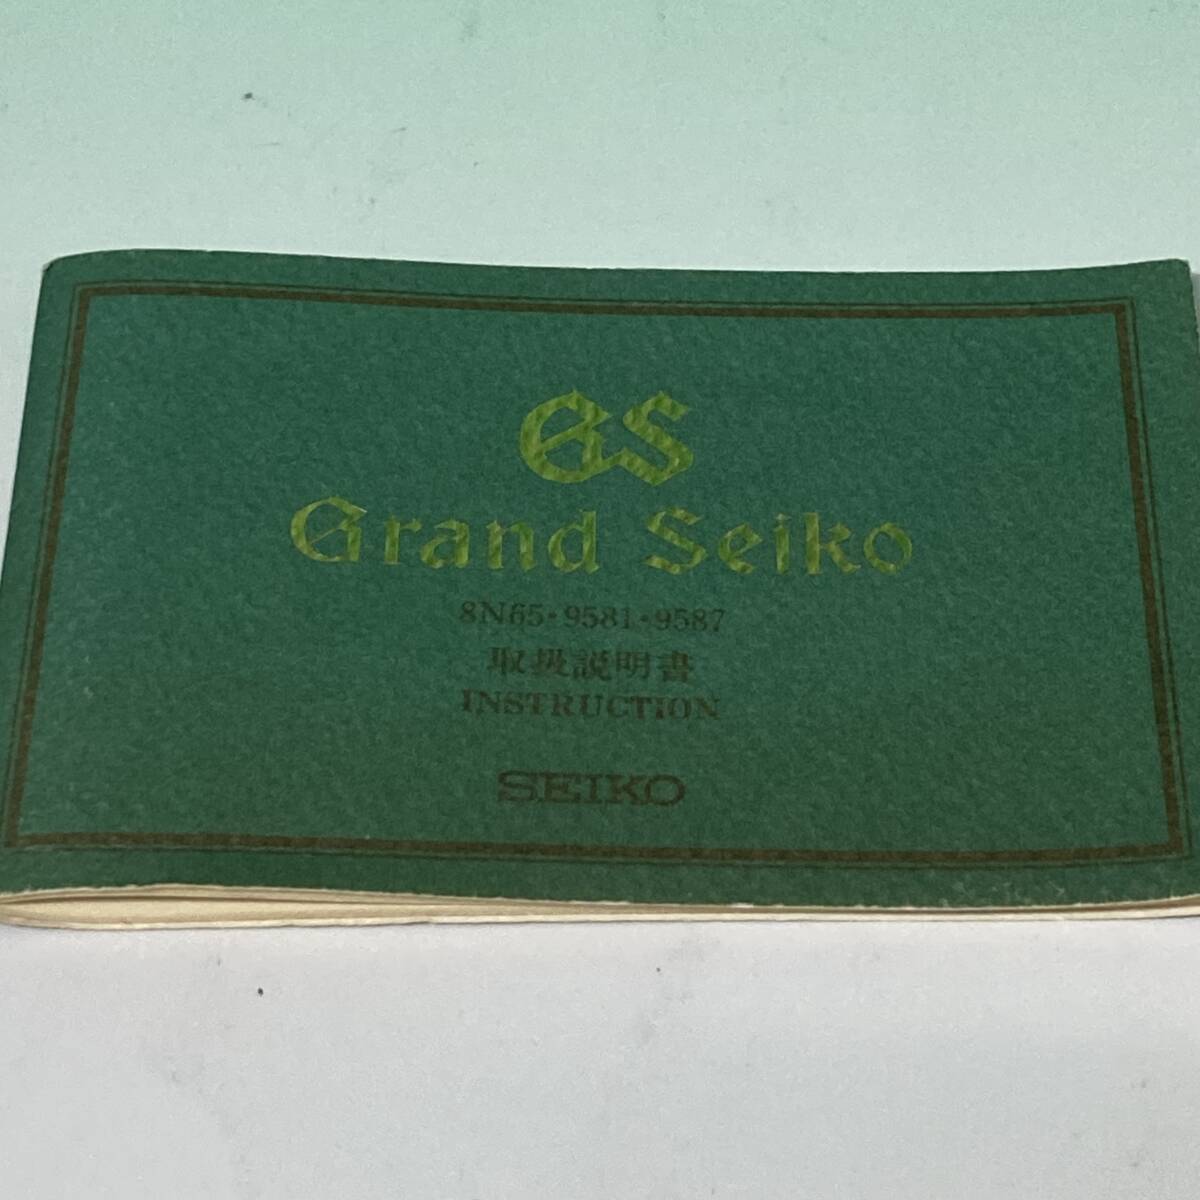 GS
Grand Seiko
8N65・9581・9587
取扱説明書
INSTRUCTION
SEIKO